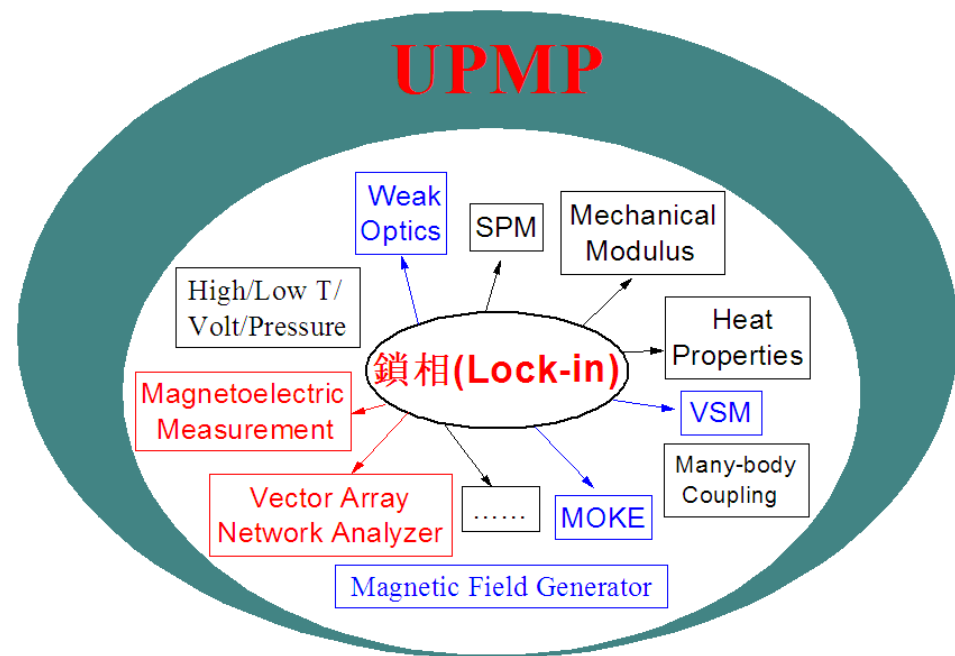 UPMP
Weak
Optics
SPM
Mechanical
Modulus
High/Low T/
Volt/Pressure
鎖相(Lock-in)
Heat
Properties
Magnetoelectric
Measurement
VSM
Many-body
Coupling
Vector Array
Network Analyzer
……
MOKE
Magnetic Field Generator